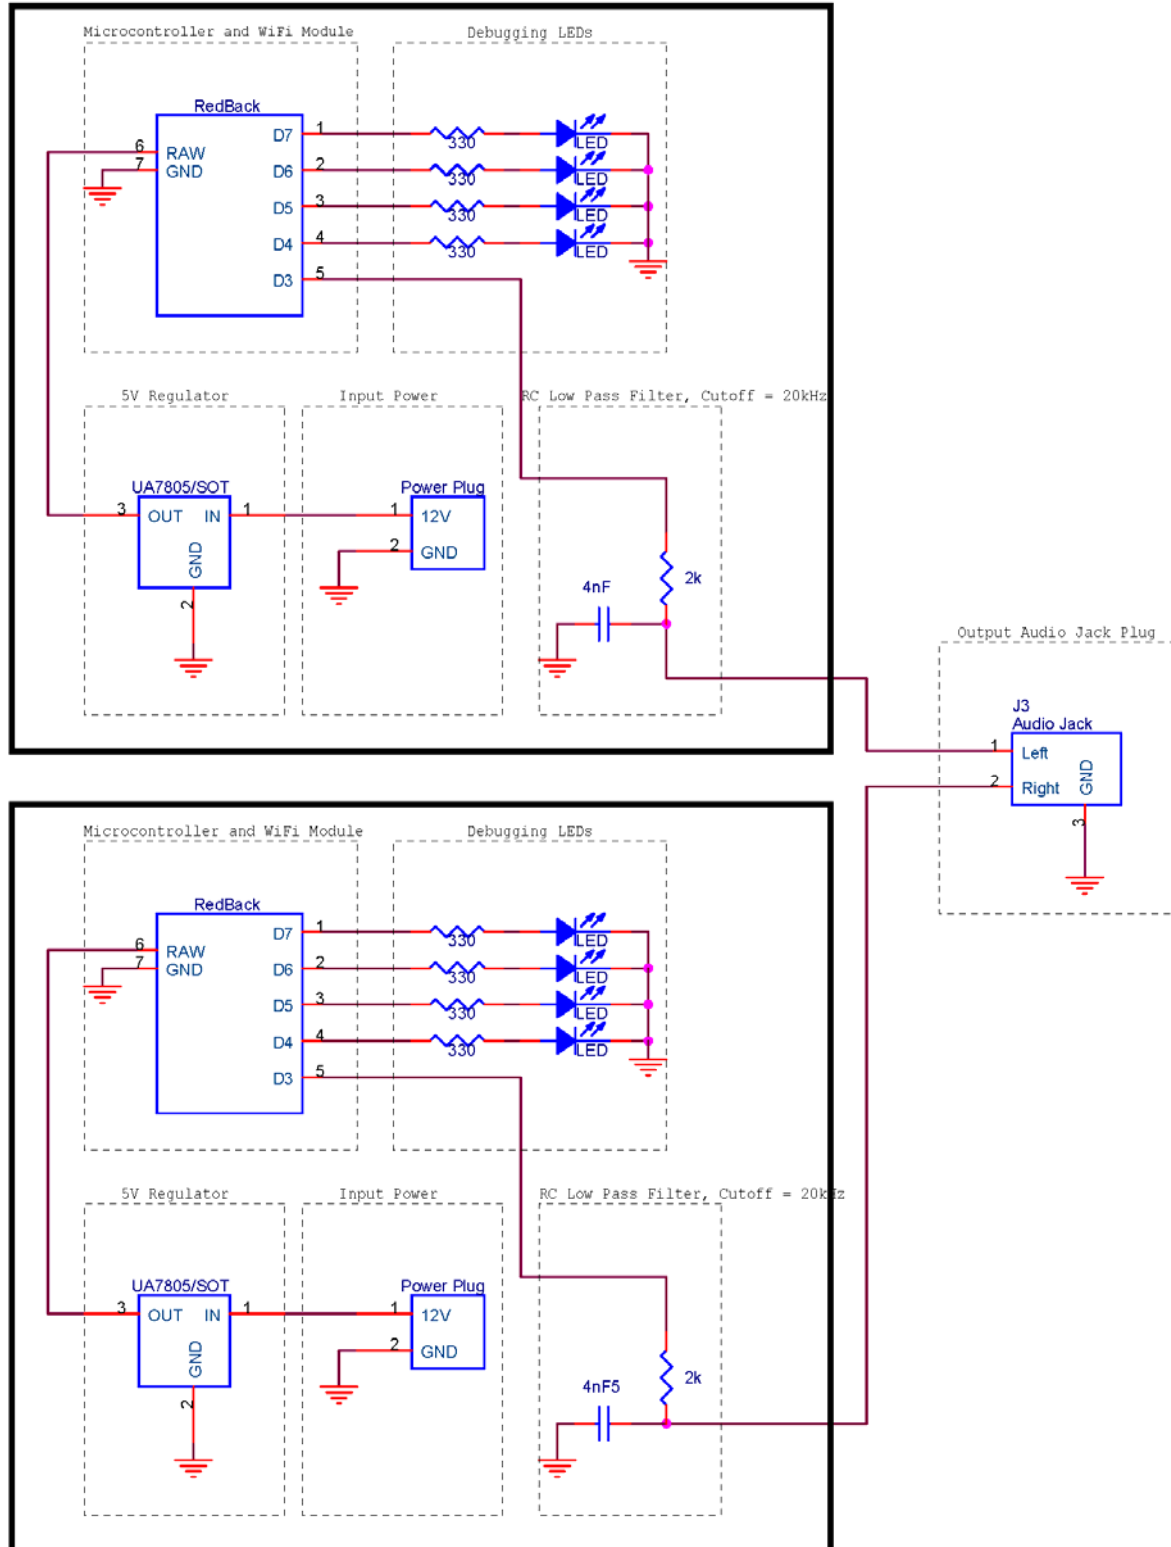 Microcontroller and WiFi Module
Debugging LEDs
RedBack
6 RAW
7 GND
D7 1
D6 2
D5 3
D4 4
D3 5
330 LED
330 LED
330 LED
330 LED
5V Regulator
Input Power
RC Low Pass Filter, Cutoff = 20kHz
UA7805/SOT
3 OUT IN 1
GND
2
Power Plug
1 12V
2 GND
4nF
2k
Output Audio Jack Plug
J3
Audio Jack
1 Left
2 Right
GND
3
Microcontroller and WiFi Module
Debugging LEDs
RedBack
6 RAW
7 GND
D7 1
D6 2
D5 3
D4 4
D3 5
330 LED
330 LED
330 LED
330 LED
5V Regulator
Input Power
RC Low Pass Filter, Cutoff = 20kHz
UA7805/SOT
3 OUT IN 1
GND
2
Power Plug
1 12V
2 GND
4nF5
2k